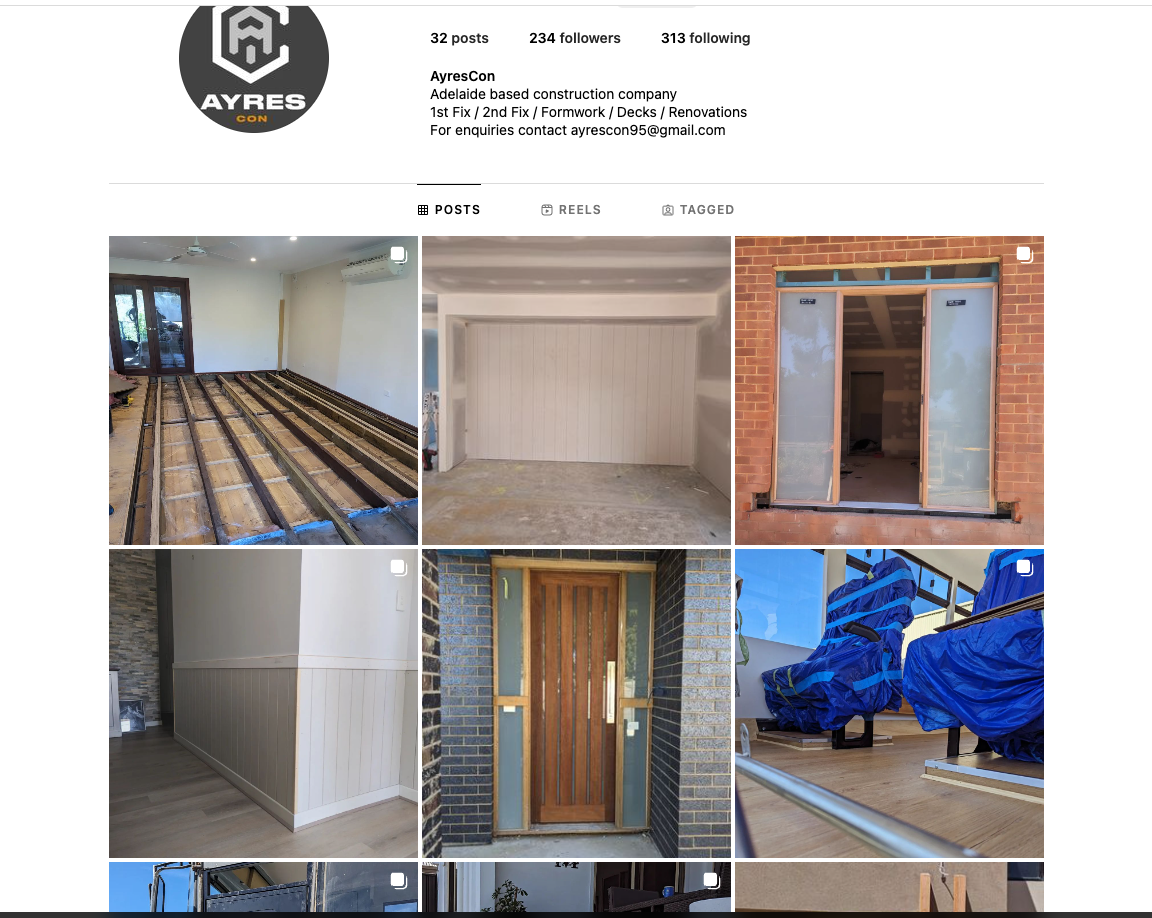 AYRES
CON
32 posts 234 followers 313 following
AyresCon
Adelaide based construction company
1st Fix / 2nd Fix / Formwork / Decks / Renovations
For enquiries contact ayrescon95@gmail.com
POSTS REELS TAGGED